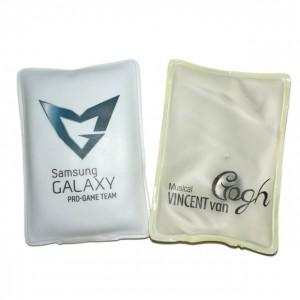 Samsung
GALAXY
PRO-GAME TEAM
Musical
VINCENT van Gogh